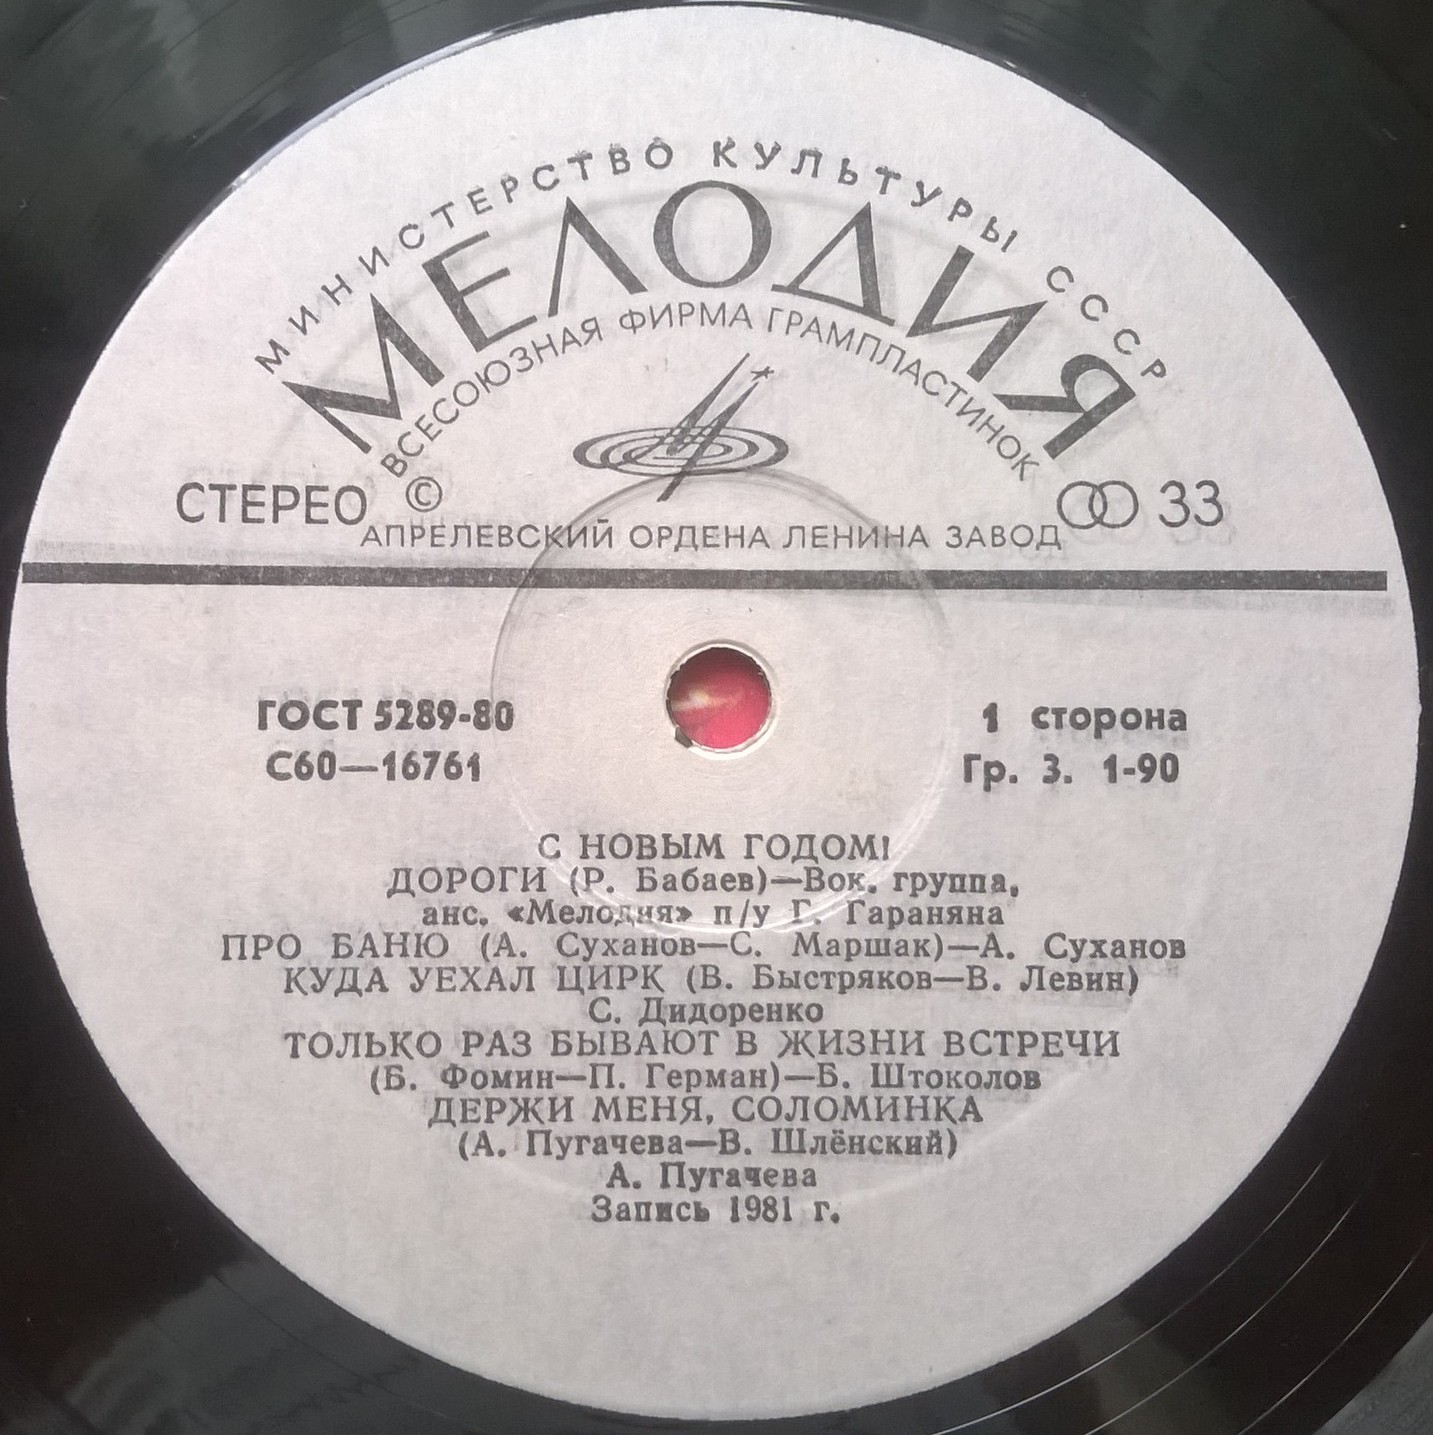 МИНИСТЕРСТВО КУЛЬТУРЫ СССР
МЕЛОДИЯ
ВСЕСОЮЗНАЯ ФИРМА ГРАМПЛАСТИНОК
СТЕРЕО © 33
АПРЕЛЕВСКИЙ ОРДЕНА ЛЕНИНА ЗАВОД
ГОСТ 5289-80 1 сторона
С60—16761 Гр. 3. 1-90
С НОВЫМ ГОДОМ!
ДОРОГИ (Р. Бабаев)—Вок. группа,
анс. «Мелодия» п/у Г. Гараняна
ПРО БАНЮ (А. Суханов—С. Маршак)—А. Суханов
КУДА УЕХАЛ ЦИРК (В. Быстряков—В. Левин)
С. Дидоренко
ТОЛЬКО РАЗ БЫВАЮТ В ЖИЗНИ ВСТРЕЧИ
(Б. Фомин—П. Герман)—Б. Штоколов
ДЕРЖИ МЕНЯ, СОЛОМИНКА
(А. Пугачева—В. Шлёнский)
А. Пугачева
Запись 1981 г.